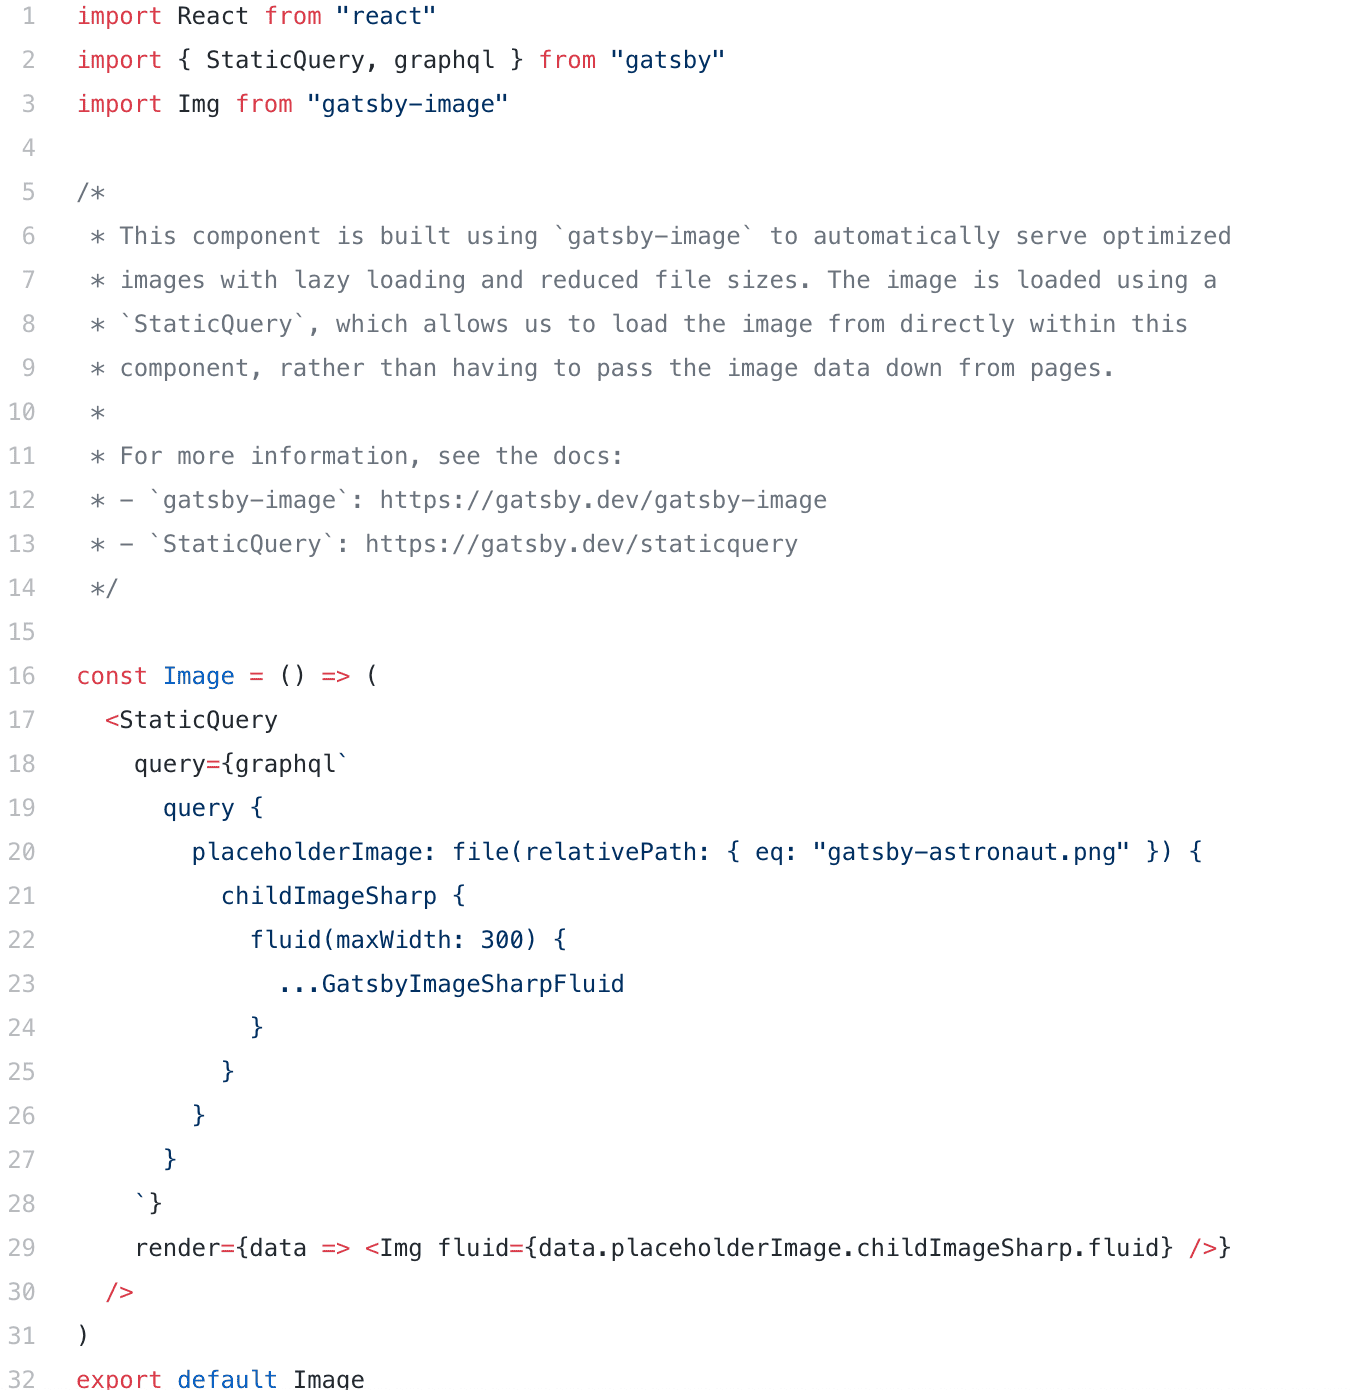 1 import React from "react"
2 import { StaticQuery, graphql } from "gatsby"
3 import Img from "gatsby-image"
4
5 /*
6  * This component is built using `gatsby-image` to automatically serve optimized
7  * images with lazy loading and reduced file sizes. The image is loaded using a
8  * `StaticQuery`, which allows us to load the image from directly within this
9  * component, rather than having to pass the image data down from pages.
10  *
11  * For more information, see the docs:
12  * - `gatsby-image`: https://gatsby.dev/gatsby-image
13  * - `StaticQuery`: https://gatsby.dev/staticquery
14  */
15
16 const Image = () => (
17   <StaticQuery
18     query={graphql`
19       query {
20         placeholderImage: file(relativePath: { eq: "gatsby-astronaut.png" }) {
21           childImageSharp {
22             fluid(maxWidth: 300) {
23               ...GatsbyImageSharpFluid
24             }
25           }
26         }
27       }
28     `}
29     render={data => <Img fluid={data.placeholderImage.childImageSharp.fluid} />}
30   />
31 )
32 export default Image